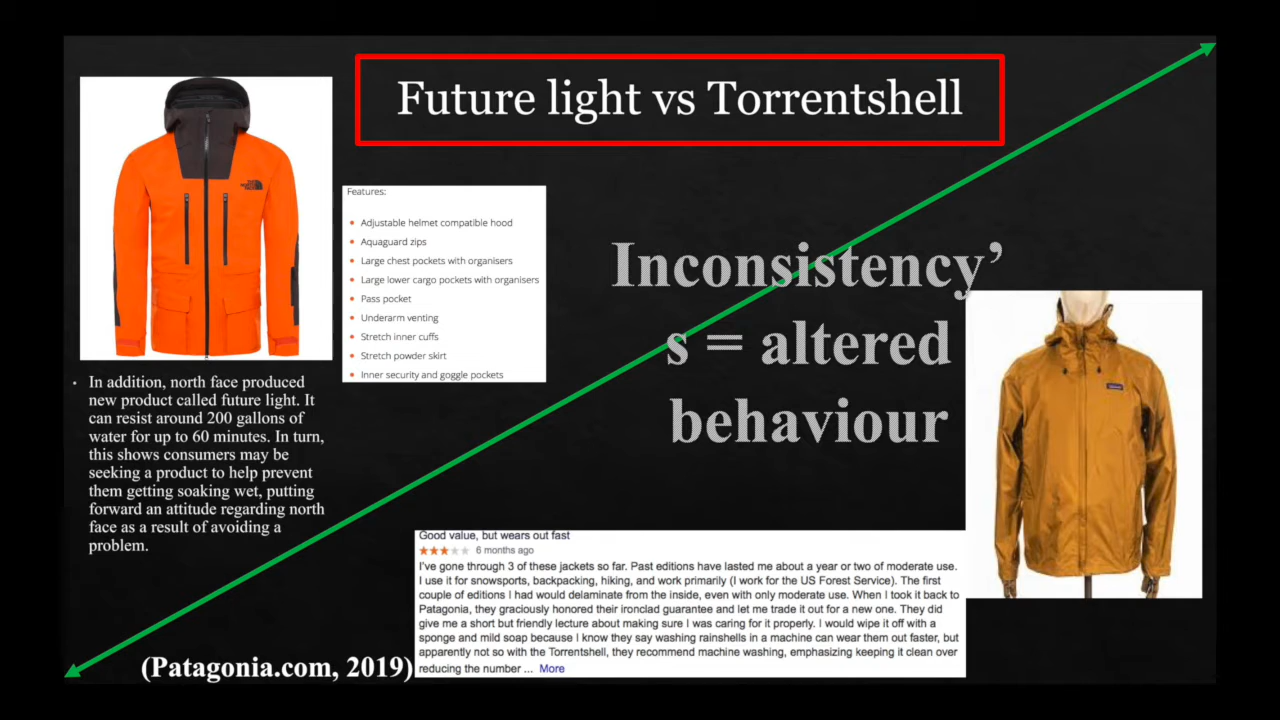 Future light vs Torrentshell
THE
NORTH
FACE
Features:
• Adjustable helmet compatible hood
• Aquaguard zips
• Large chest pockets with organisers
• Large lower cargo pockets with organisers
• Pass pocket
• Underarm venting
• Stretch inner cuffs
• Stretch powder skirt
• Inner security and goggle pockets
Inconsistency’
s = altered
behaviour
• In addition, north face produced
new product called future light. It
can resist around 200 gallons of
water for up to 60 minutes. In turn,
this shows consumers may be
seeking a product to help prevent
them getting soaking wet, putting
forward an attitude regarding north
face as a result of avoiding a
problem.
Good value, but wears out fast
6 months ago
I've gone through 3 of these jackets so far. Past editions have lasted me about a year or two of moderate use.
I use it for snowsports, backpacking, hiking, and work primarily (I work for the US Forest Service). The first
couple of editions I had would delaminate from the inside, even with only moderate use. When I took it back to
Patagonia, they graciously honored their ironclad guarantee and let me trade it out for a new one. They did
give me a short but friendly lecture about making sure I was caring for it properly. I would wipe it off with a
sponge and mild soap because I know they say washing rainshells in a machine can wear them out faster, but
apparently not so with the Torrentshell, they recommend machine washing, emphasizing keeping it clean over
reducing the number ... More
(Patagonia.com, 2019)